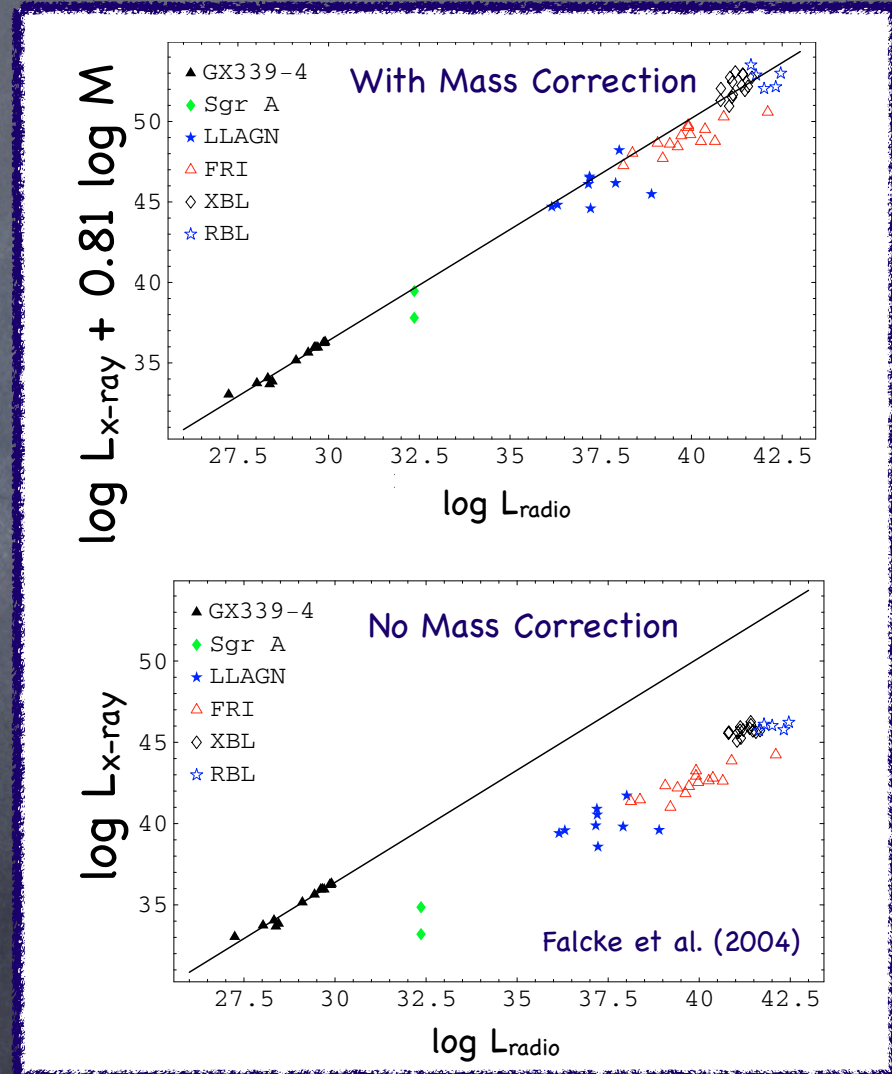 With Mass Correction
GX339-4
Sgr A
LLAGN
FRI
XBL
RBL
log Lx-ray + 0.81 log M
50
45
40
35
27.5 30 32.5 35 37.5 40 42.5
log Lradio
No Mass Correction
GX339-4
Sgr A
LLAGN
FRI
XBL
RBL
log Lx-ray
50
45
40
35
Falcke et al. (2004)
27.5 30 32.5 35 37.5 40 42.5
log Lradio